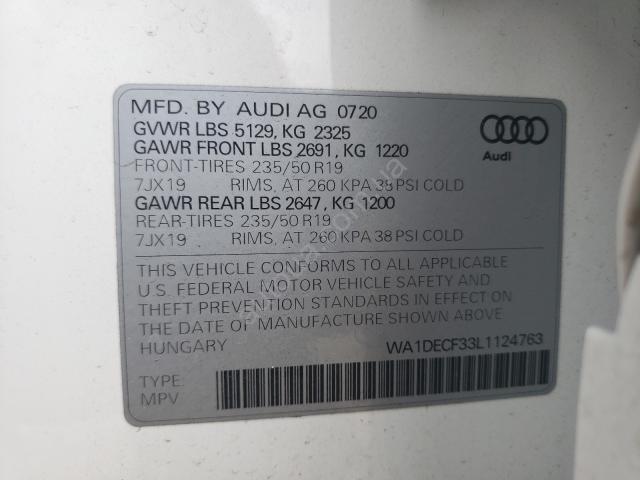 MFD. BY AUDI AG 0720
GVWR LBS 5129, KG 2325
GAWR FRONT LBS 2691, KG 1220
FRONT-TIRES 235/50 R19
7JX19 RIMS, AT 260 KPA 38 PSI COLD
GAWR REAR LBS 2647, KG 1200
REAR-TIRES 235/50 R19
7JX19 RIMS, AT 260 KPA 38 PSI COLD
Audi
THIS VEHICLE CONFORMS TO ALL APPLICABLE
U.S. FEDERAL MOTOR VEHICLE SAFETY AND
THEFT PREVENTION STANDARDS IN EFFECT ON
THE DATE OF MANUFACTURE SHOWN ABOVE.
HUNGARY WA1DECF33L1124763
TYPE:
MPV